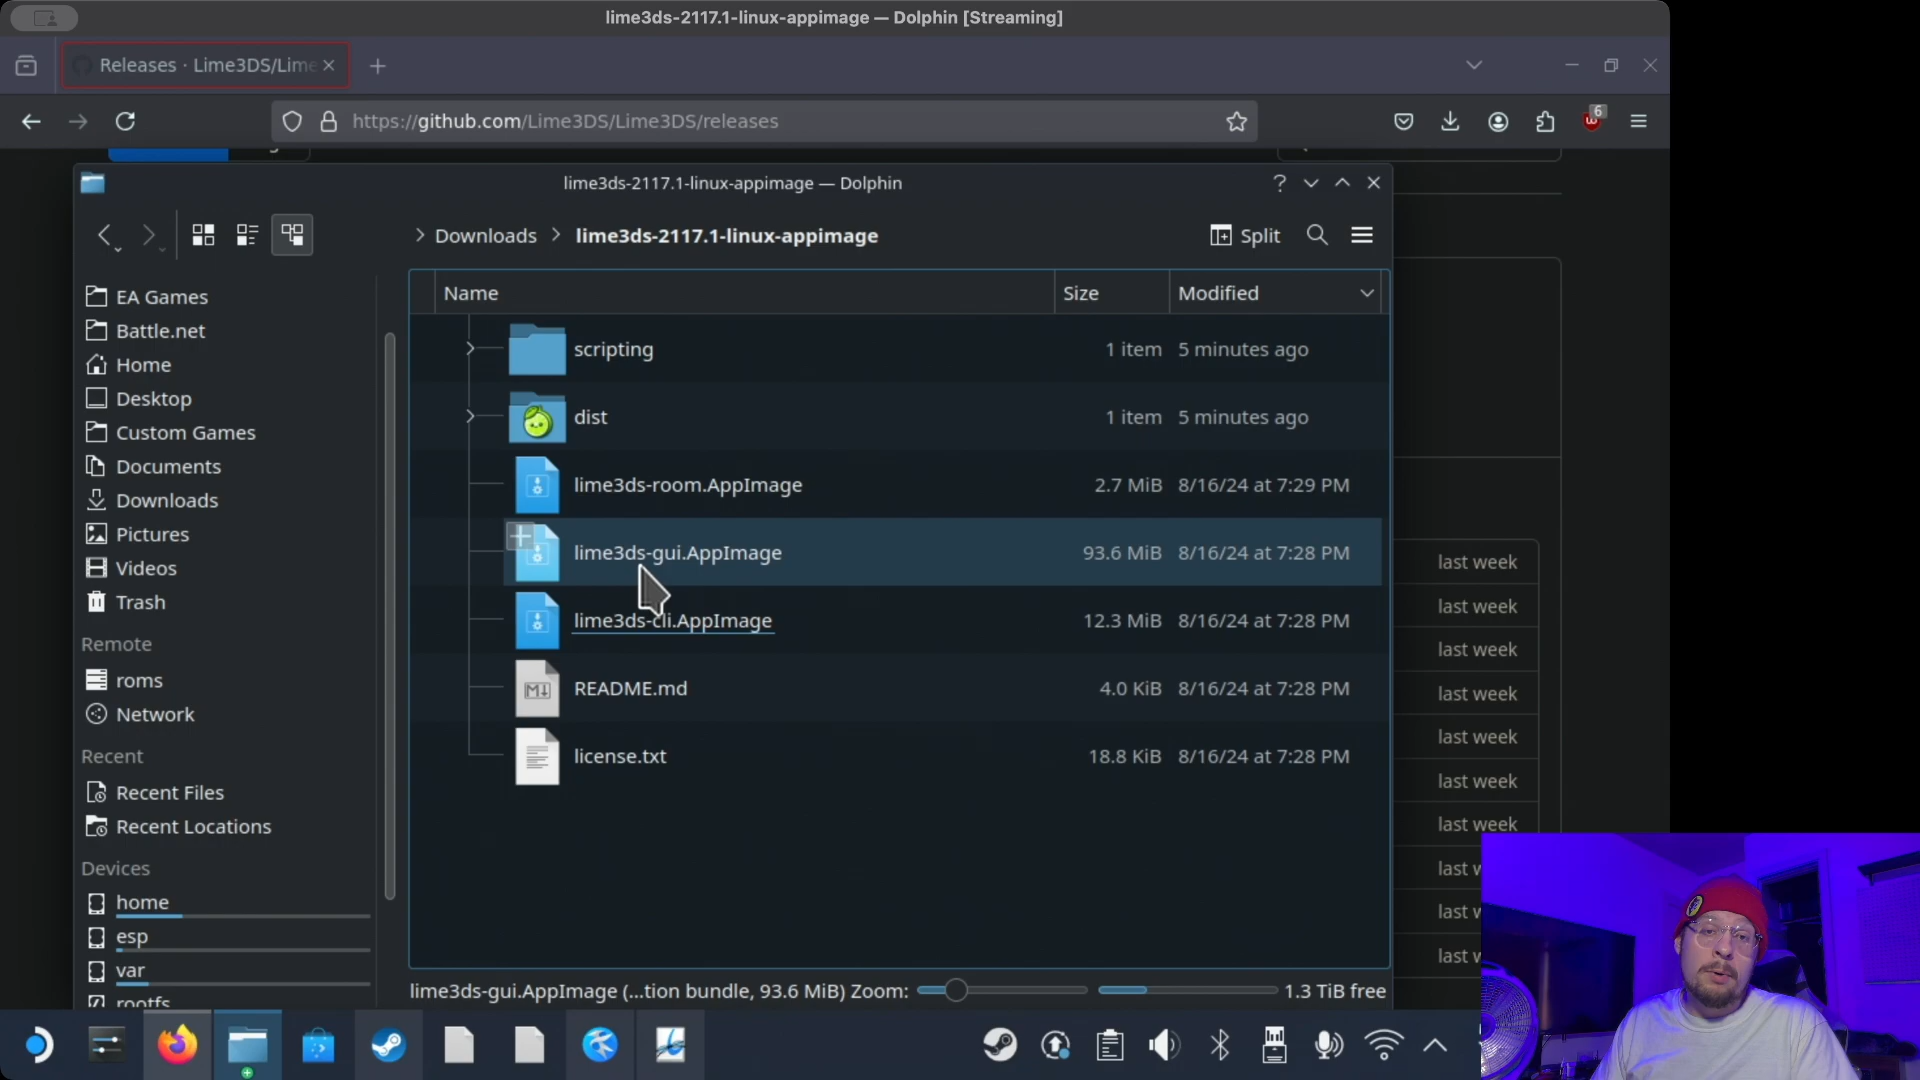 lime3ds-2117.1-linux-appimage — Dolphin [Streaming]
Releases · Lime3DS/Lime
https://github.com/Lime3DS/Lime3DS/releases
6
lime3ds-2117.1-linux-appimage — Dolphin
Downloads
lime3ds-2117.1-linux-appimage
Split
EA Games
Battle.net
Home
Desktop
Custom Games
Documents
Downloads
Pictures
Videos
Trash
Remote
roms
Network
Recent
Recent Files
Recent Locations
Devices
home
esp
var
rootfs
Name Size Modified
scripting 1 item 5 minutes ago
dist 1 item 5 minutes ago
lime3ds-room.AppImage 2.7 MiB 8/16/24 at 7:29 PM
lime3ds-gui.AppImage 93.6 MiB 8/16/24 at 7:28 PM
lime3ds-cli.AppImage 12.3 MiB 8/16/24 at 7:28 PM
README.md 4.0 KiB 8/16/24 at 7:28 PM
license.txt 18.8 KiB 8/16/24 at 7:28 PM
lime3ds-gui.AppImage (...tion bundle, 93.6 MiB) Zoom: 1.3 TiB free
last week
last week
last week
last week
last week
last week
last week
last w
last w
last w